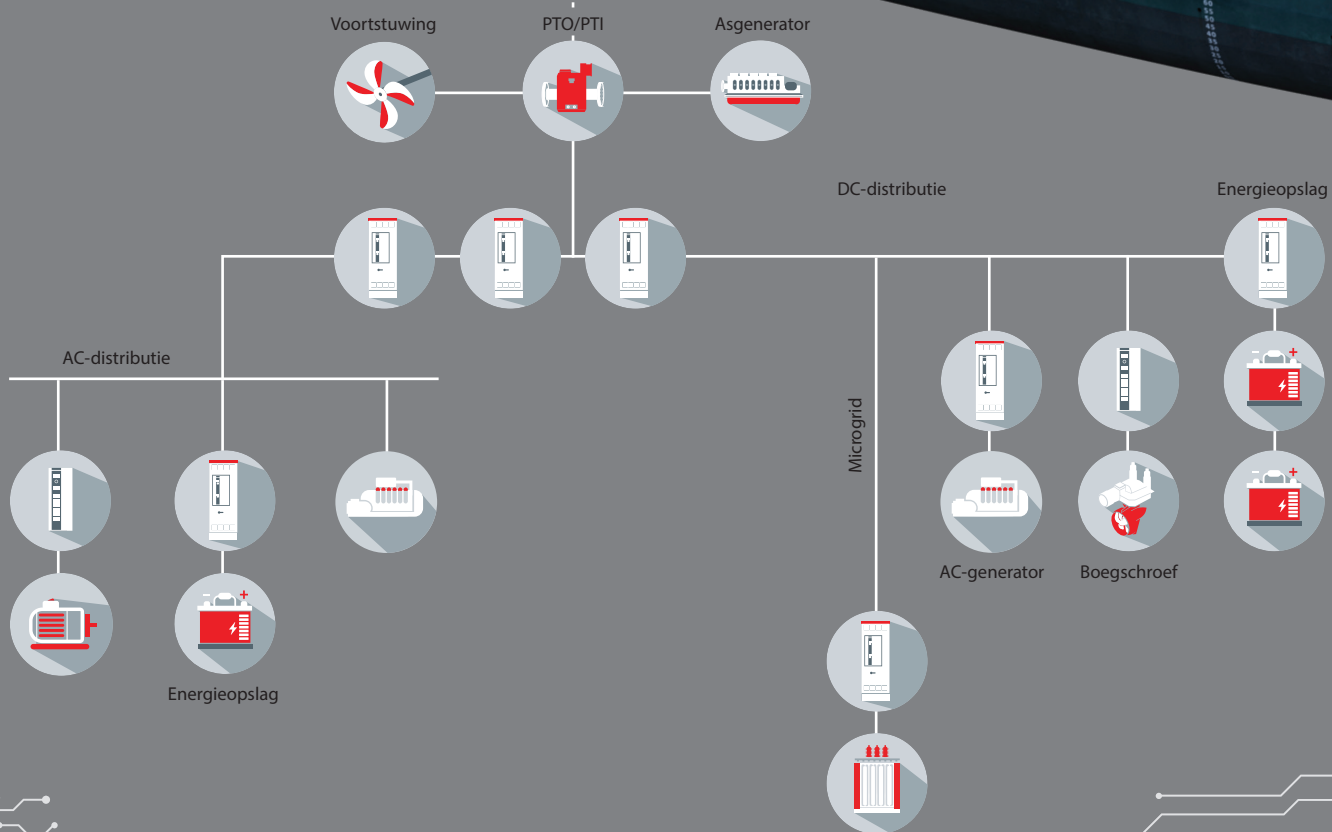 Voortstuwing
PTO/PTI
Asgenerator
DC-distributie
Energieopslag
AC-distributie
Microgrid
AC-generator
Boegschroef
Energieopslag